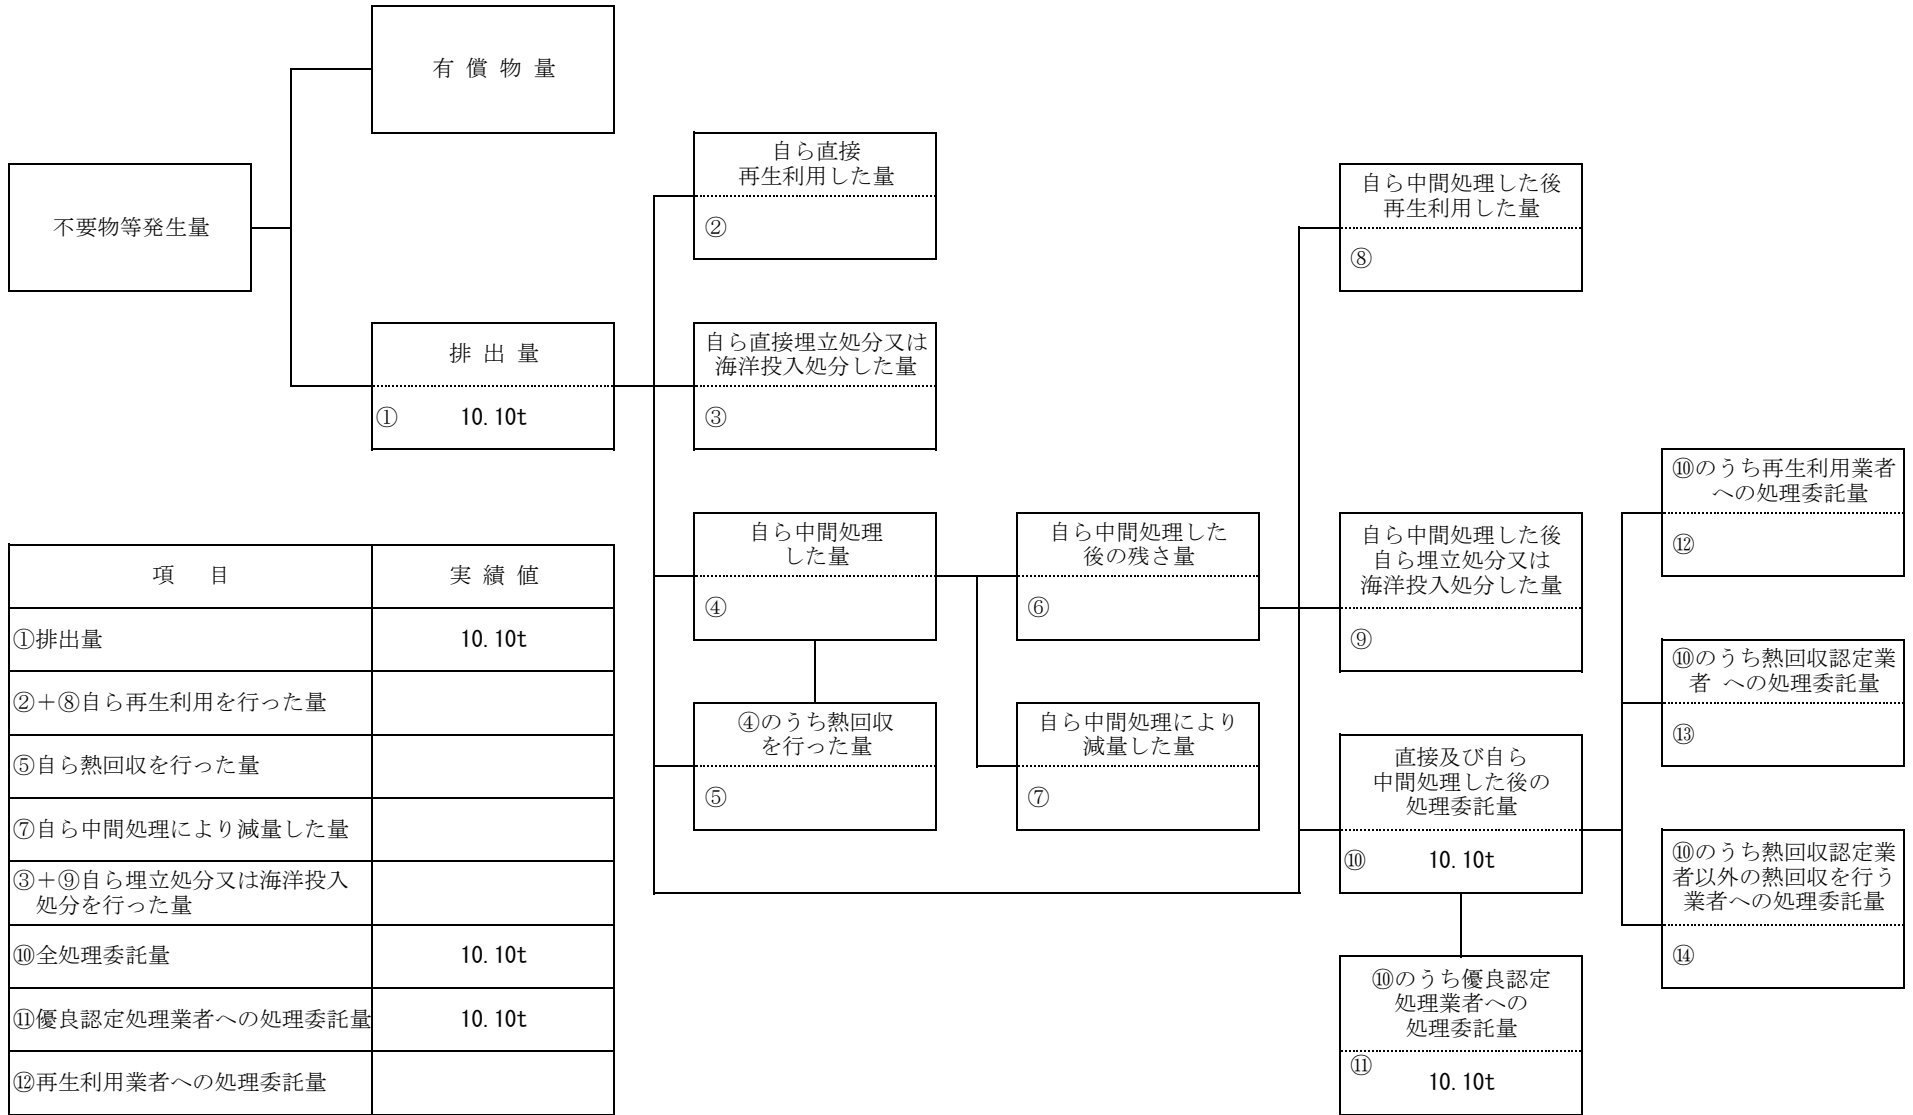 有償物量
不要物等発生量
排出量
① 10.10t
自ら直接
再生利用した量
②
自ら直接埋立処分又は
海洋投入処分した量
③
自ら中間処理
した量
④
④のうち熱回収
を行った量
⑤
自ら中間処理した
後の残さ量
⑥
自ら中間処理により
減量した量
⑦
自ら中間処理した後
再生利用した量
⑧
自ら中間処理した後
自ら埋立処分又は
海洋投入処分した量
⑨
直接及び自ら
中間処理した後の
処理委託量
⑩ 10.10t
⑩のうち優良認定
処理業者への
処理委託量
⑪ 10.10t
⑩のうち再生利用業者
への処理委託量
⑫
⑩のうち熱回収認定業
者 への処理委託量
⑬
⑩のうち熱回収認定業
者以外の熱回収を行う
業者への処理委託量
⑭
項 目 実績値
①排出量 10.10t
②+⑧自ら再生利用を行った量
⑤自ら熱回収を行った量
⑦自ら中間処理により減量した量
③+⑨自ら埋立処分又は海洋投入
処分を行った量
⑩全処理委託量 10.10t
⑪優良認定処理業者への処理委託量 10.10t
⑫再生利用業者への処理委託量